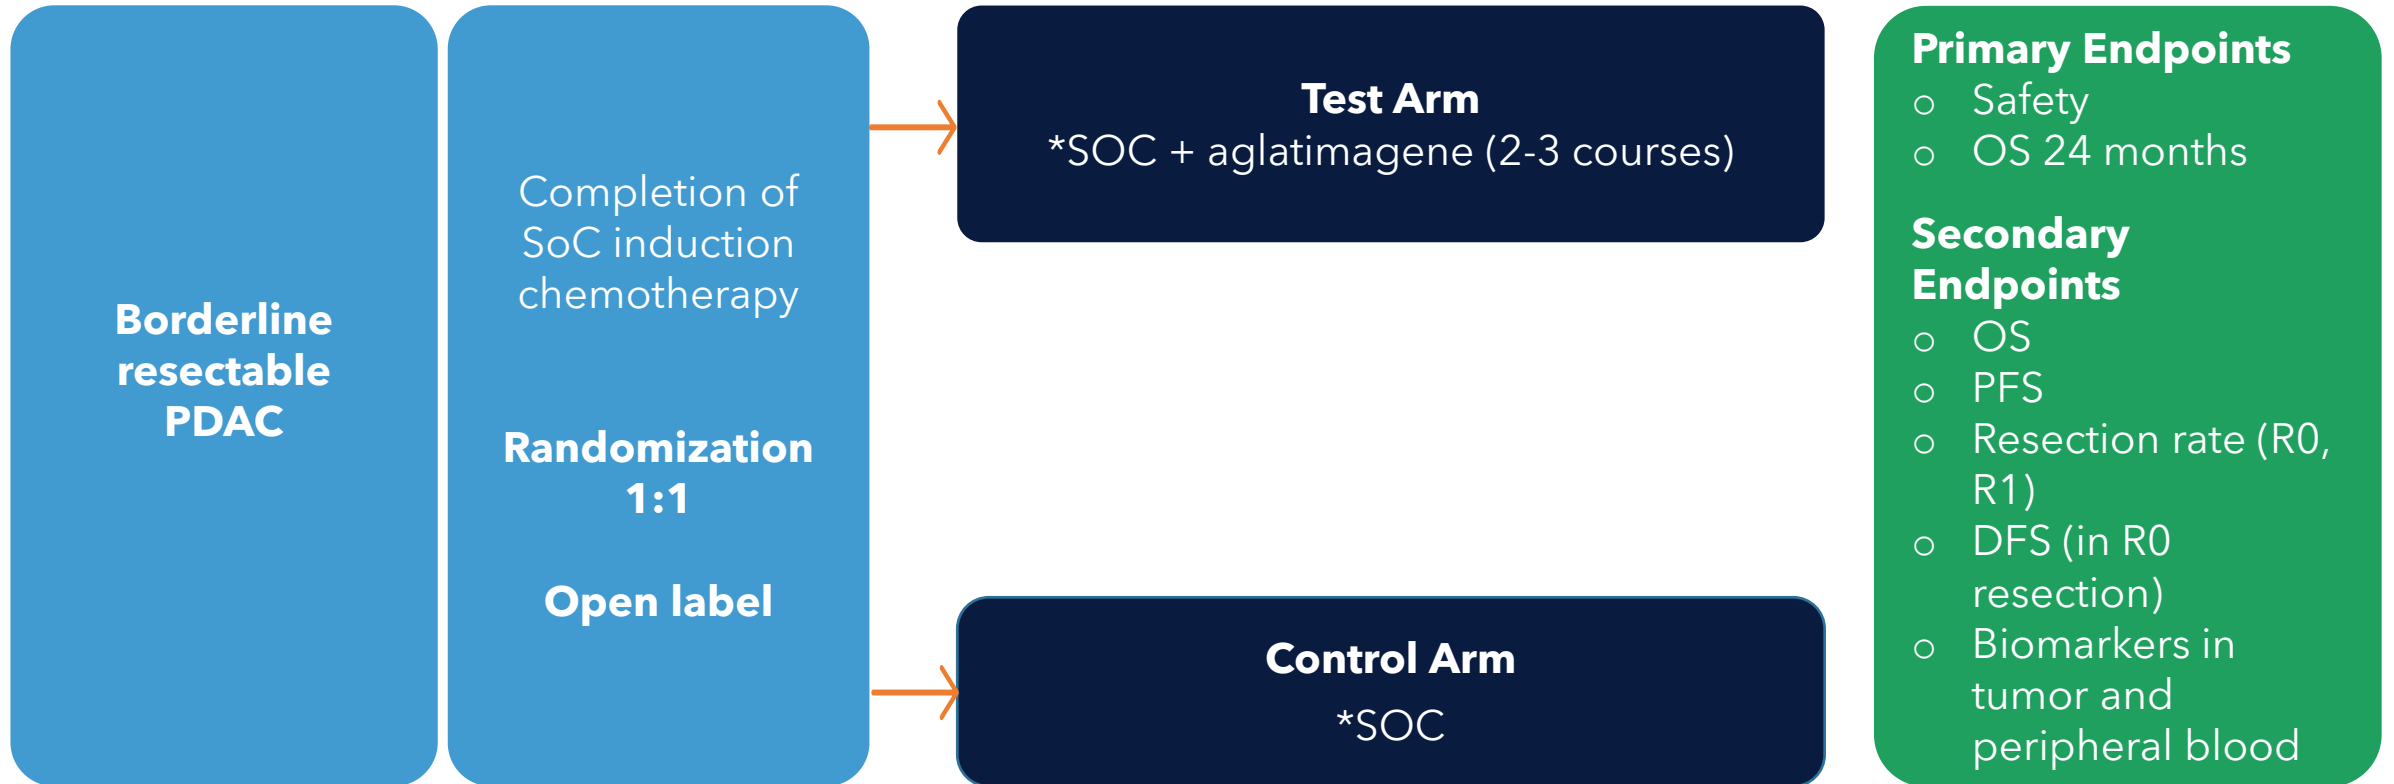 Borderline
resectable
PDAC
Completion of
SoC induction
chemotherapy
Randomization
1:1
Open label
Test Arm
*SOC + aglatimagene (2-3 courses)
Control Arm
*SOC
Primary Endpoints
o Safety
o OS 24 months
Secondary
Endpoints
o OS
o PFS
o Resection rate (R0,
R1)
o DFS (in R0
resection)
o Biomarkers in
tumor and
peripheral blood